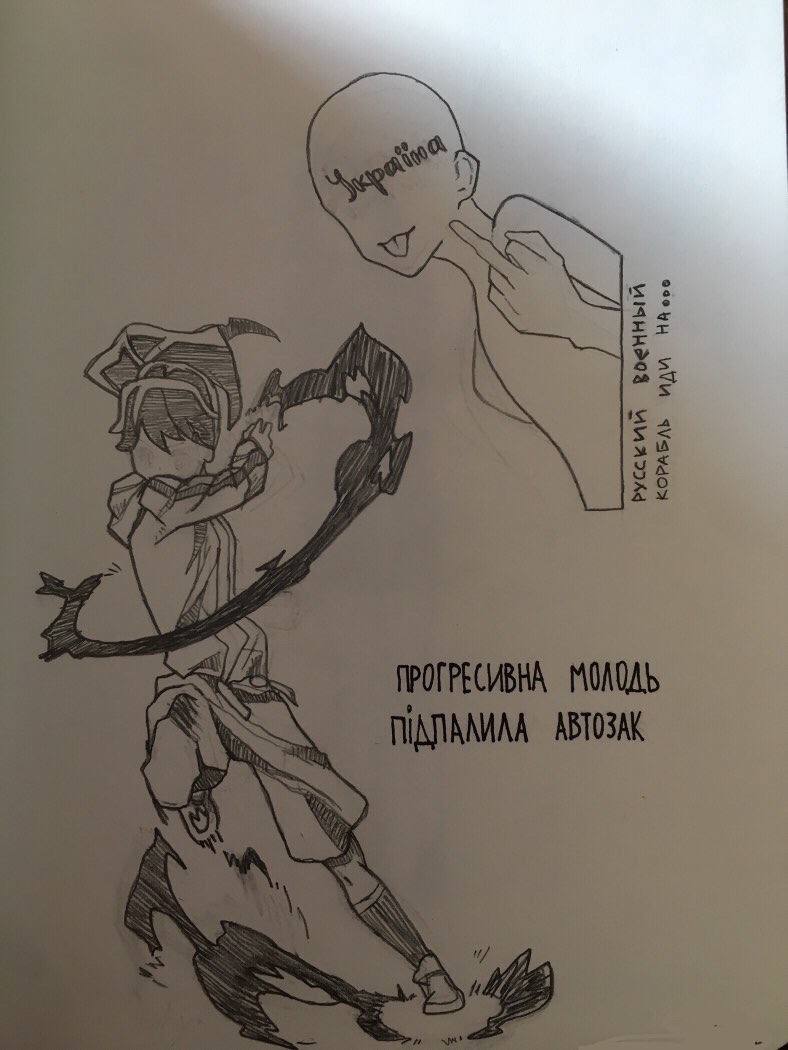 Україна
РУССКИЙ ВОЕННЫЙ
КОРАБЛЬ ИДИ НА...
ПРОГРЕСИВНА МОЛОДЬ
ПІДПАЛИЛА АВТОЗАК